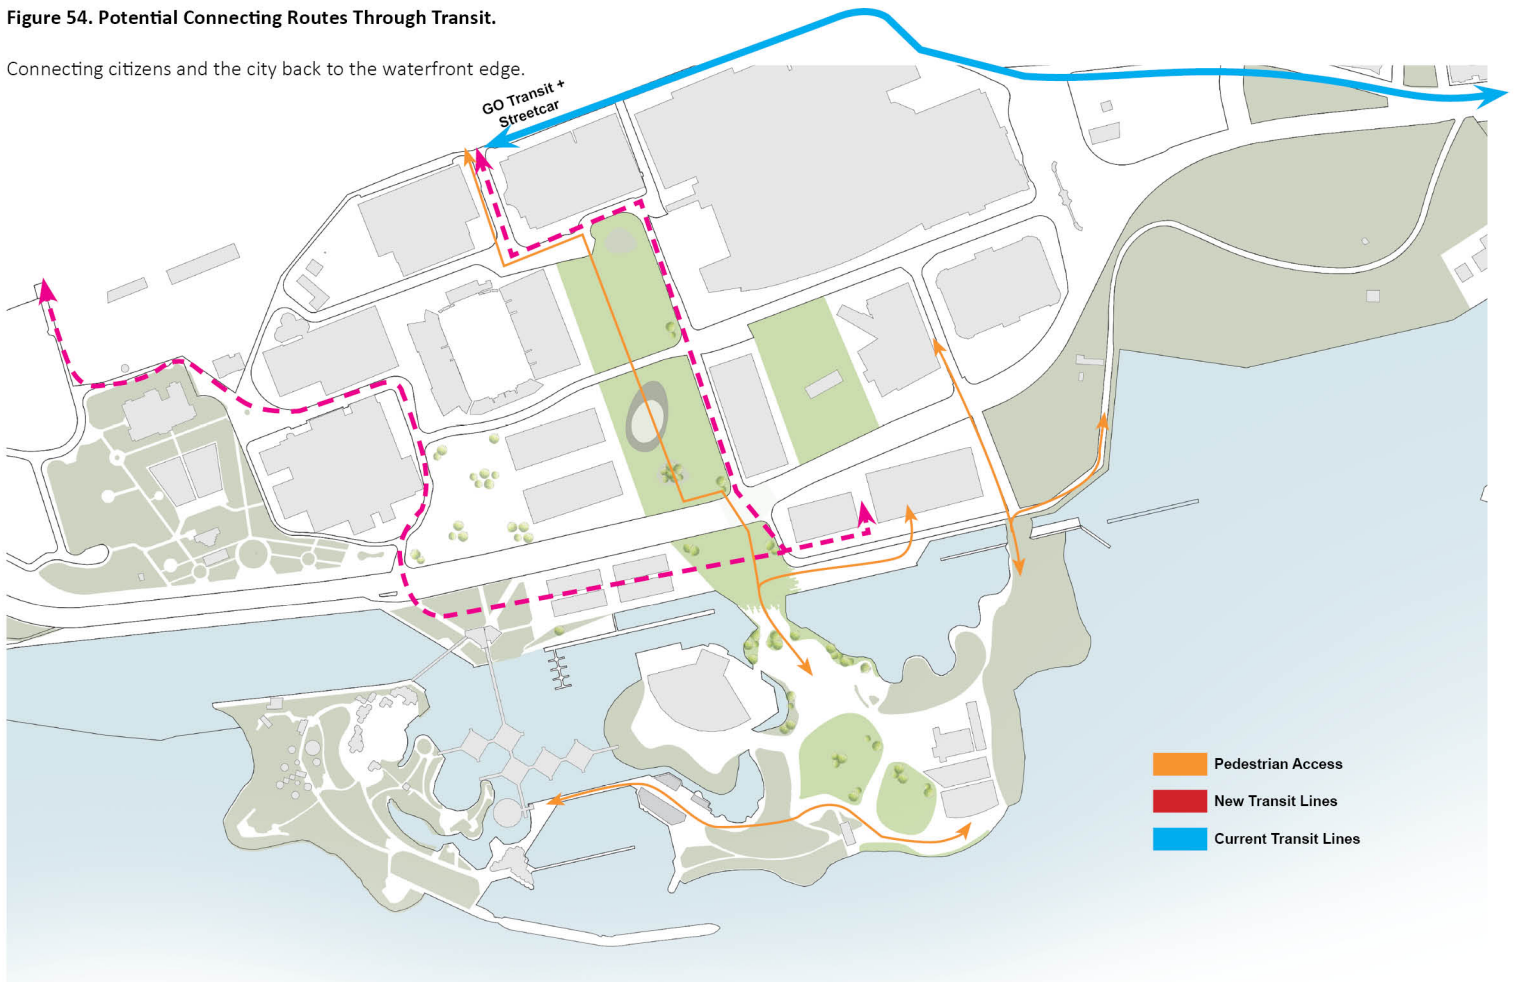 Figure 54. Potential Connecting Routes Through Transit.
Connecting citizens and the city back to the waterfront edge.
GO Transit +
Streetcar
Pedestrian Access
New Transit Lines
Current Transit Lines